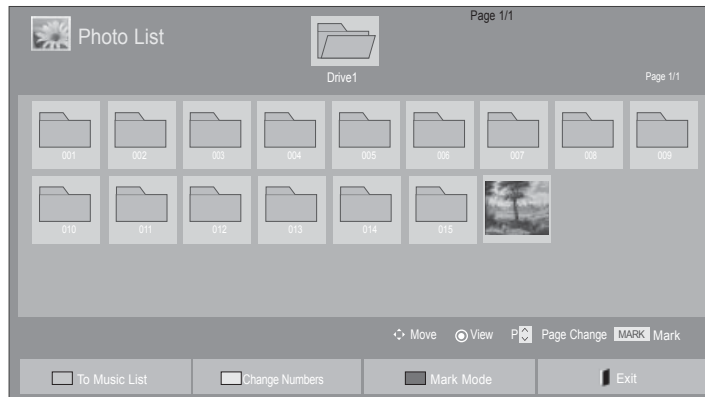 Page 1/1
Photo List
Drive1
Page 1/1
001 002 003 004 005 006 007 008 009
010 011 012 013 014 015
Move View P Page Change MARK Mark
To Music List Change Numbers Mark Mode Exit